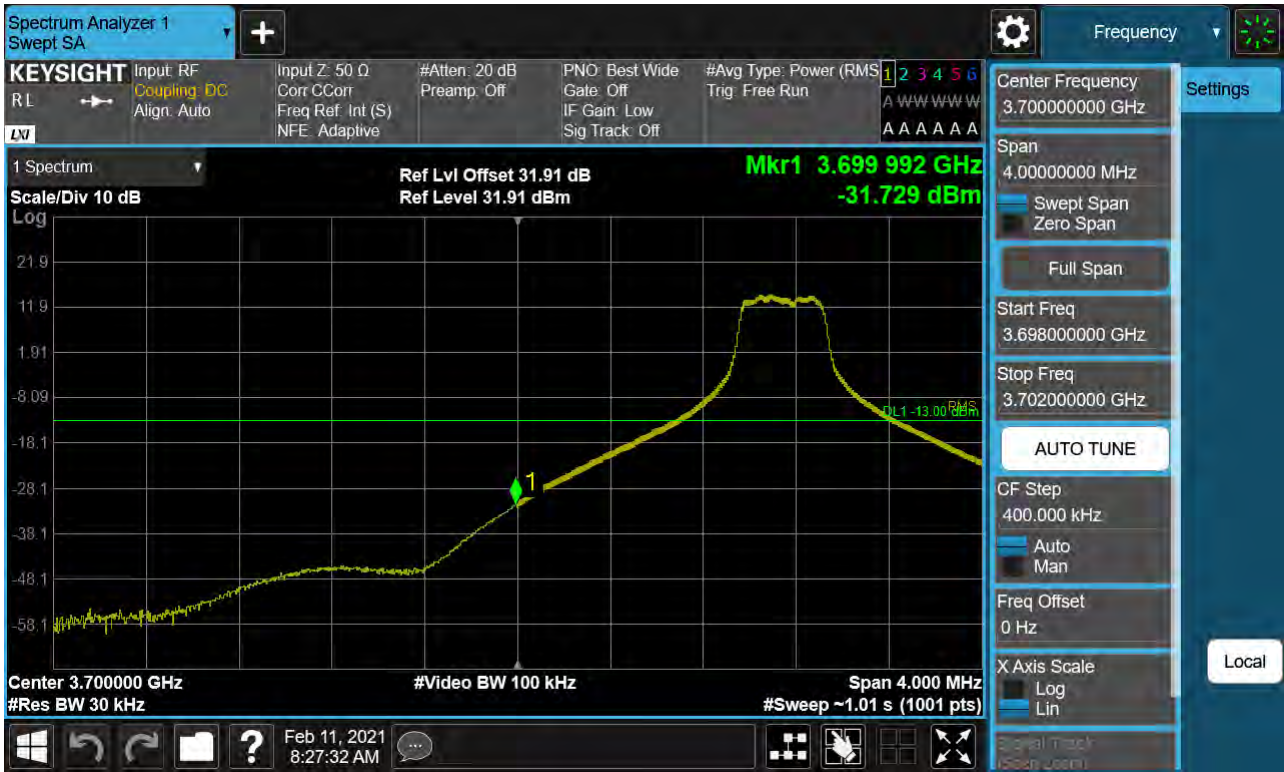 Spectrum Analyzer 1
Swept SA
+
Frequency
KEYSIGHT
RL
LXI
Input: RF
Coupling: DC
Align: Auto
Input Z: 50 Ω
Corr CCorr
Freq Ref: Int (S)
NFE: Adaptive
#Atten: 20 dB
Preamp: Off
PNO: Best Wide
Gate: Off
IF Gain: Low
Sig Track: Off
#Avg Type: Power (RMS
Trig: Free Run
1 2 3 4 5 6
A W W W W W
A A A A A A
1 Spectrum
Scale/Div 10 dB
Log
Ref Lvl Offset 31.91 dB
Ref Level 31.91 dBm
Mkr1 3.699 992 GHz
-31.729 dBm
21.9
11.9
1.91
-8.09
-18.1
-28.1
-38.1
-48.1
-58.1
1
RMS
DL1 -13.00 dBm
Center 3.700000 GHz
#Res BW 30 kHz
#Video BW 100 kHz
Span 4.000 MHz
#Sweep ~1.01 s (1001 pts)
Center Frequency
3.700000000 GHz
Settings
Span
4.00000000 MHz
Swept Span
Zero Span
Full Span
Start Freq
3.698000000 GHz
Stop Freq
3.702000000 GHz
AUTO TUNE
CF Step
400.000 kHz
Auto
Man
Freq Offset
0 Hz
X Axis Scale
Log
Lin
Local
Signal Track
(Span Zoom)
?
Feb 11, 2021
8:27:32 AM